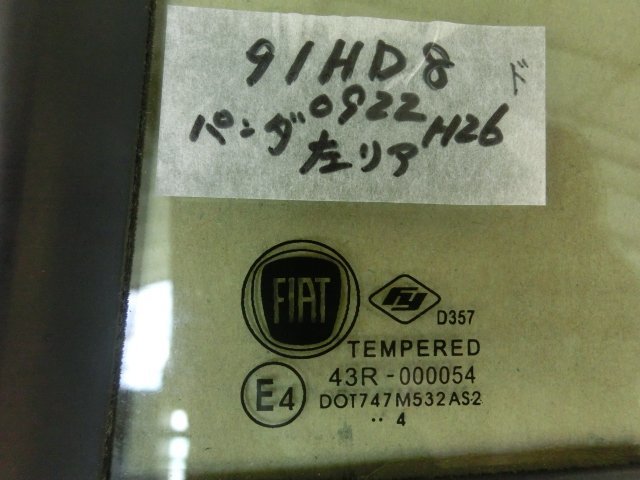 91HD8 ド
パンダ0922 H26
左リア
FIAT FY D357
TEMPERED
E4 43R-000054
DOT747M532AS2
.. 4